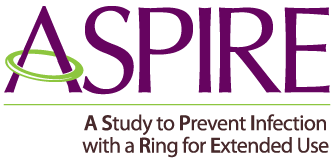 ASPIRE
A Study to Prevent Infection
with a Ring for Extended Use